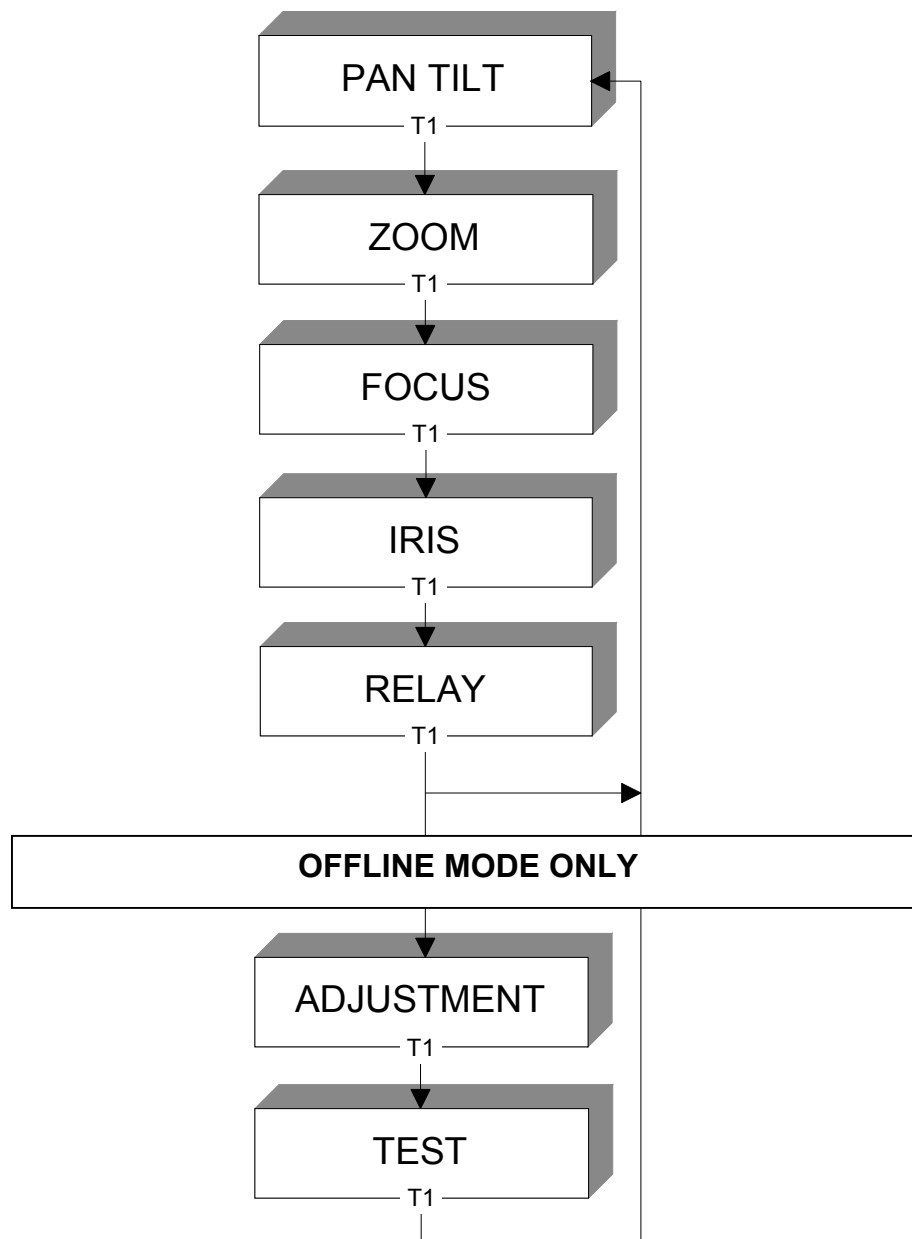 PAN TILT
T1
ZOOM
T1
FOCUS
T1
IRIS
T1
RELAY
T1
OFFLINE MODE ONLY
ADJUSTMENT
T1
TEST
T1